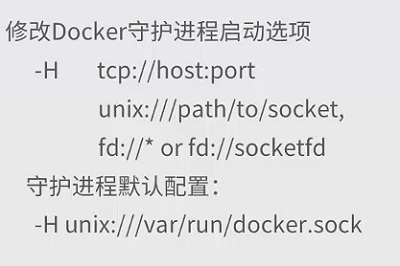 修改Docker守护进程启动选项
-H tcp://host:port
unix:///path/to/socket,
fd://* or fd://socketfd
守护进程默认配置：
-H unix:///var/run/docker.sock